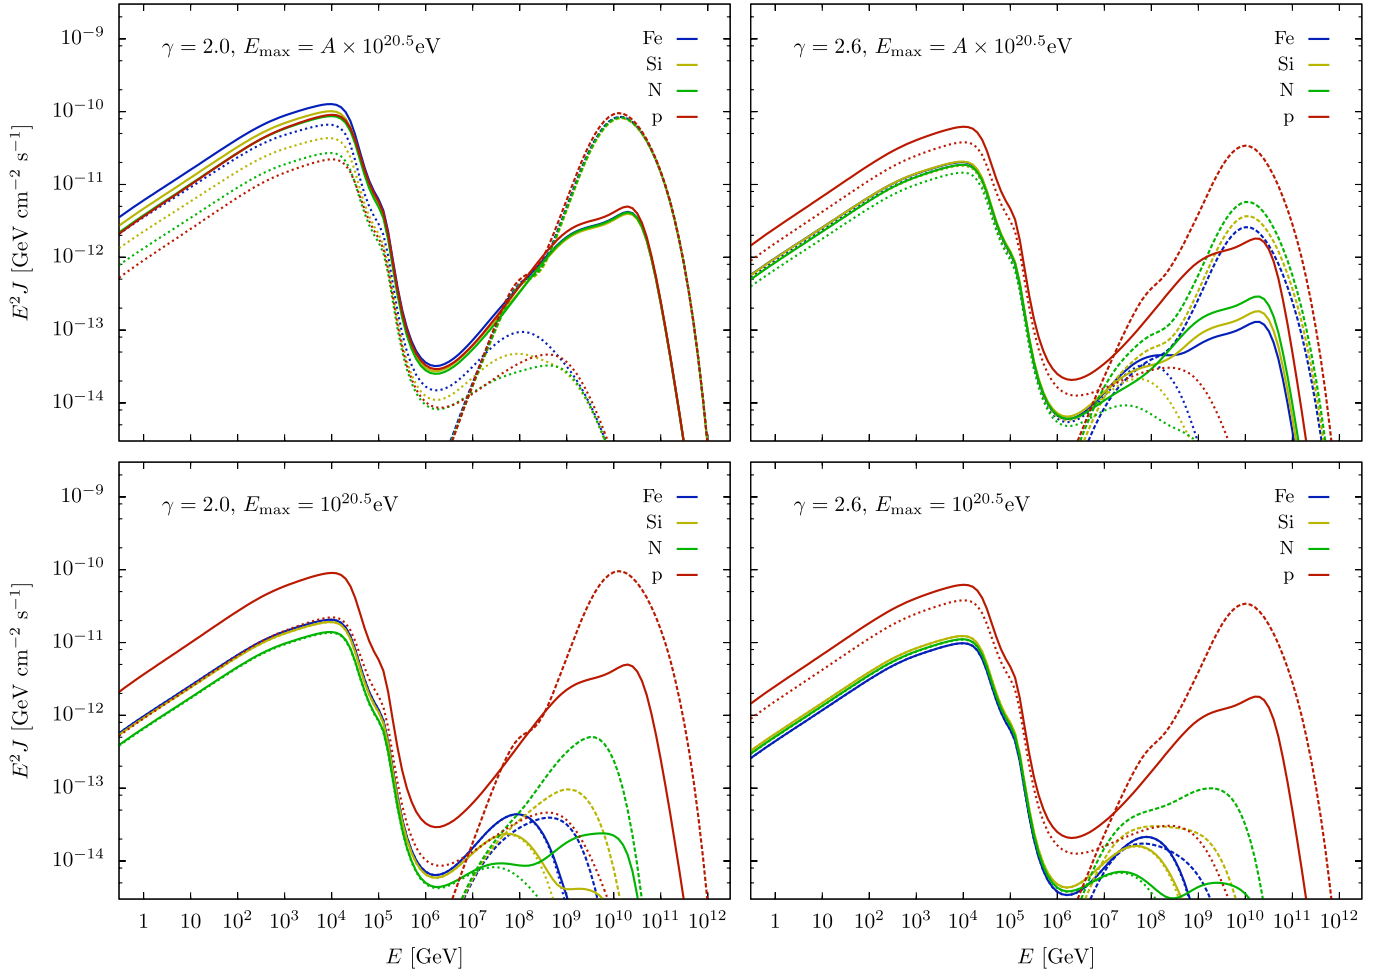 γ = 2.0, E_max = A × 10^20.5 eV
Fe
Si
N
p
10^−9
10^−10
10^−11
10^−12
10^−13
10^−14
E^2 J [GeV cm^−2 s^−1]
γ = 2.6, E_max = A × 10^20.5 eV
Fe
Si
N
p
γ = 2.0, E_max = 10^20.5 eV
Fe
Si
N
p
10^−9
10^−10
10^−11
10^−12
10^−13
10^−14
E^2 J [GeV cm^−2 s^−1]
1 10 10^2 10^3 10^4 10^5 10^6 10^7 10^8 10^9 10^10 10^11 10^12
E [GeV]
γ = 2.6, E_max = 10^20.5 eV
Fe
Si
N
p
1 10 10^2 10^3 10^4 10^5 10^6 10^7 10^8 10^9 10^10 10^11 10^12
E [GeV]